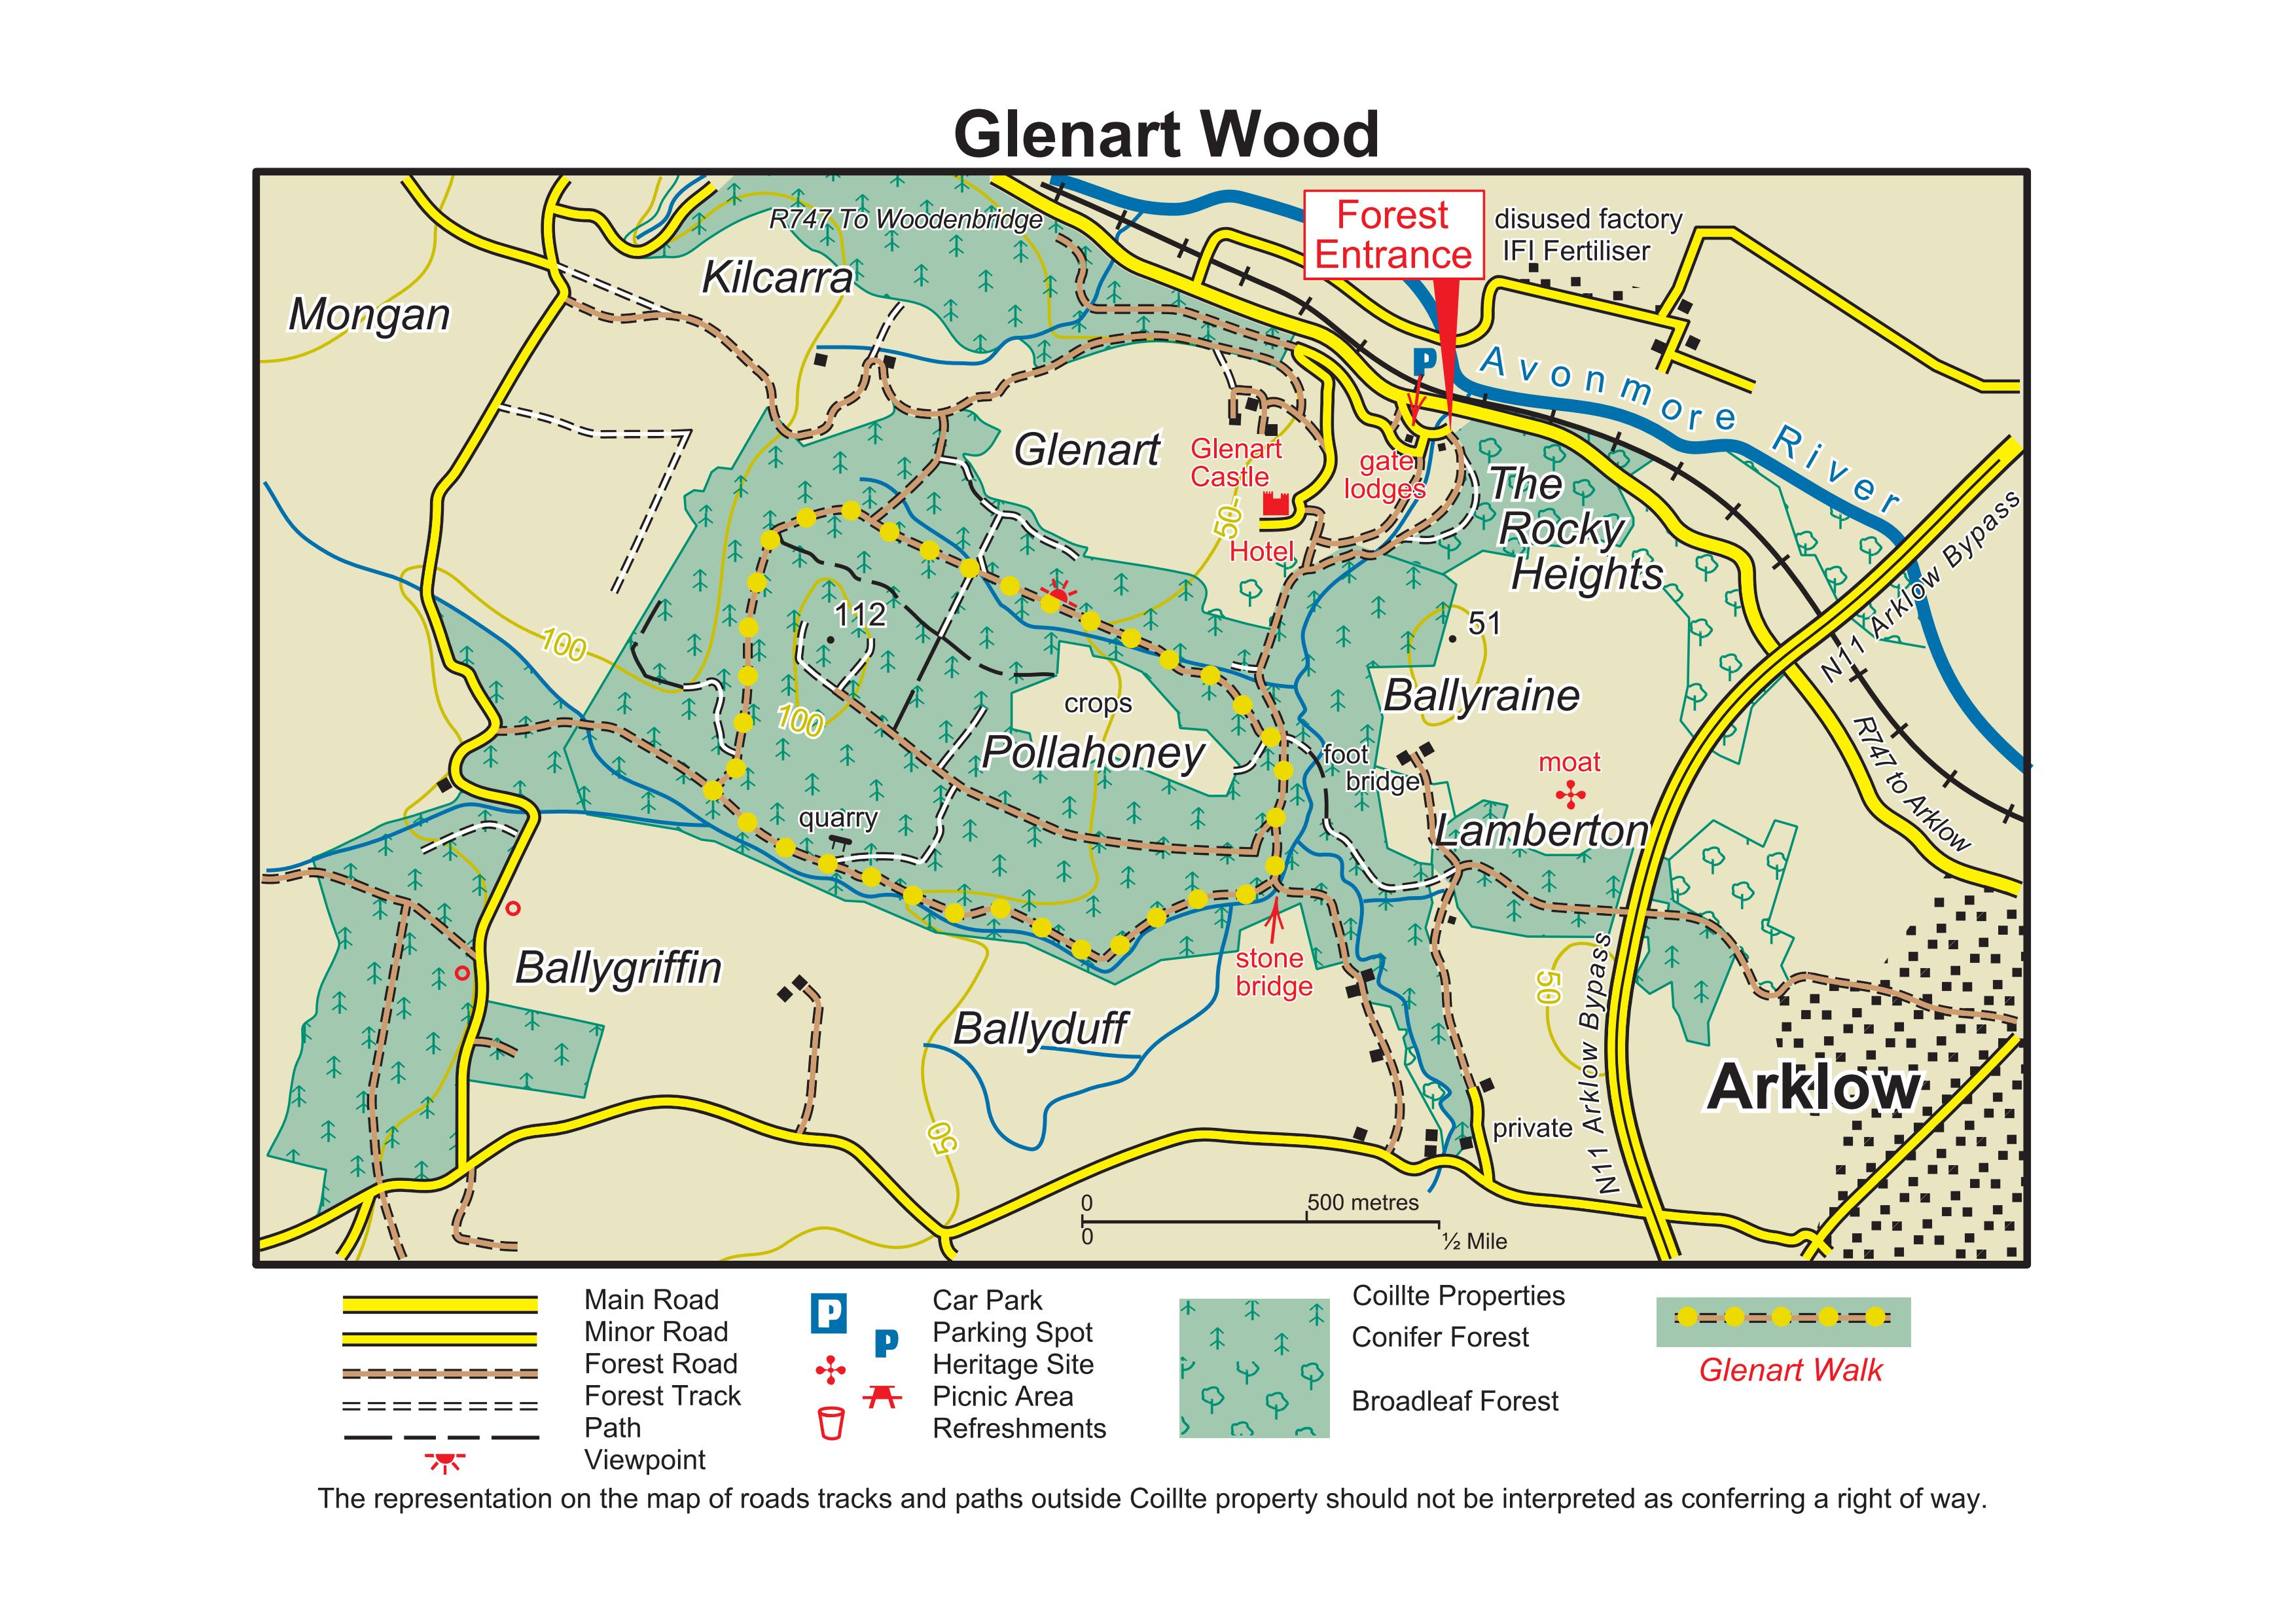 Glenart Wood
R747 To Woodenbridge
Forest
Entrance
disused factory
IFI Fertiliser
Kilcarra
Mongan
P
Avonmore River
Glenart
Glenart
Castle
gate
lodges
The
Rocky
Heights
50
Hotel
N11 Arklow Bypass
112
51
100
100
crops
Ballyraine
Pollahoney
foot
bridge
moat
R747 to Arklow
quarry
Lamberton
Ballygriffin
stone
bridge
50
N11 Arklow Bypass
Ballyduff
Arklow
50
private
0
500 metres
0
½ Mile
Main Road
Minor Road
Forest Road
Forest Track
Path
Viewpoint
P
P
Car Park
Parking Spot
Heritage Site
Picnic Area
Refreshments
Coillte Properties
Conifer Forest
Broadleaf Forest
Glenart Walk
The representation on the map of roads tracks and paths outside Coillte property should not be interpreted as conferring a right of way.